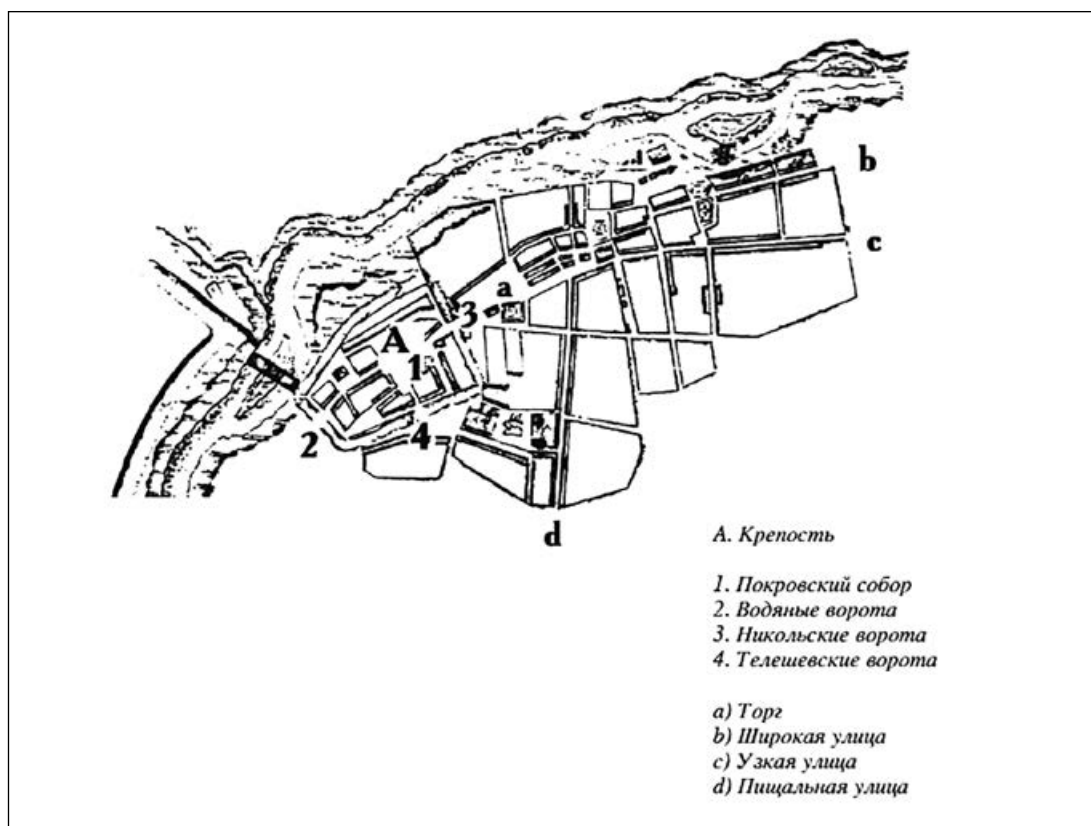 b
c
a
3
A
1
2
4
d
А. Крепость
1. Покровский собор
2. Водяные ворота
3. Никольские ворота
4. Телешевские ворота
a) Торг
b) Широкая улица
c) Узкая улица
d) Пищальная улица